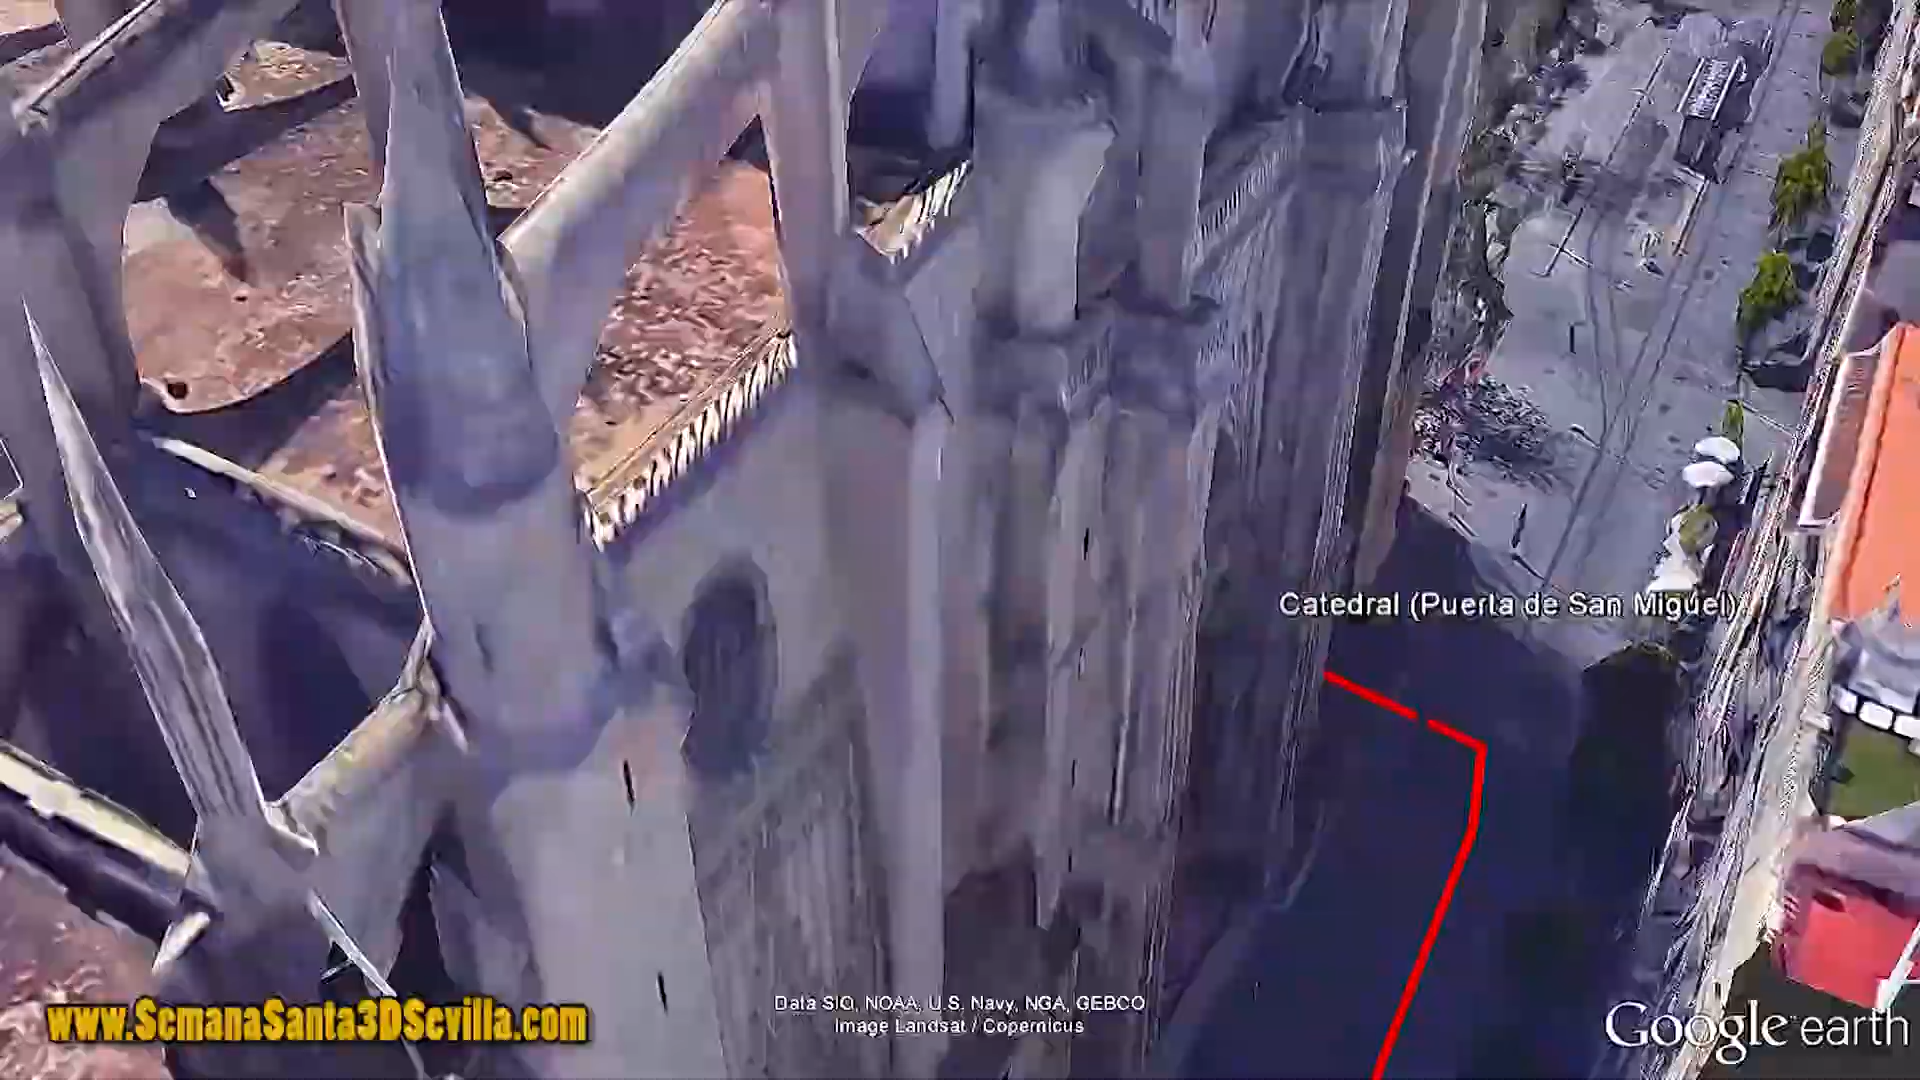 Catedral (Puerta de San Miguel)
Data SIO, NOAA, U.S. Navy, NGA, GEBCO
Image Landsat / Copernicus
www.SemanaSanta3DSevilla.com
Google earth